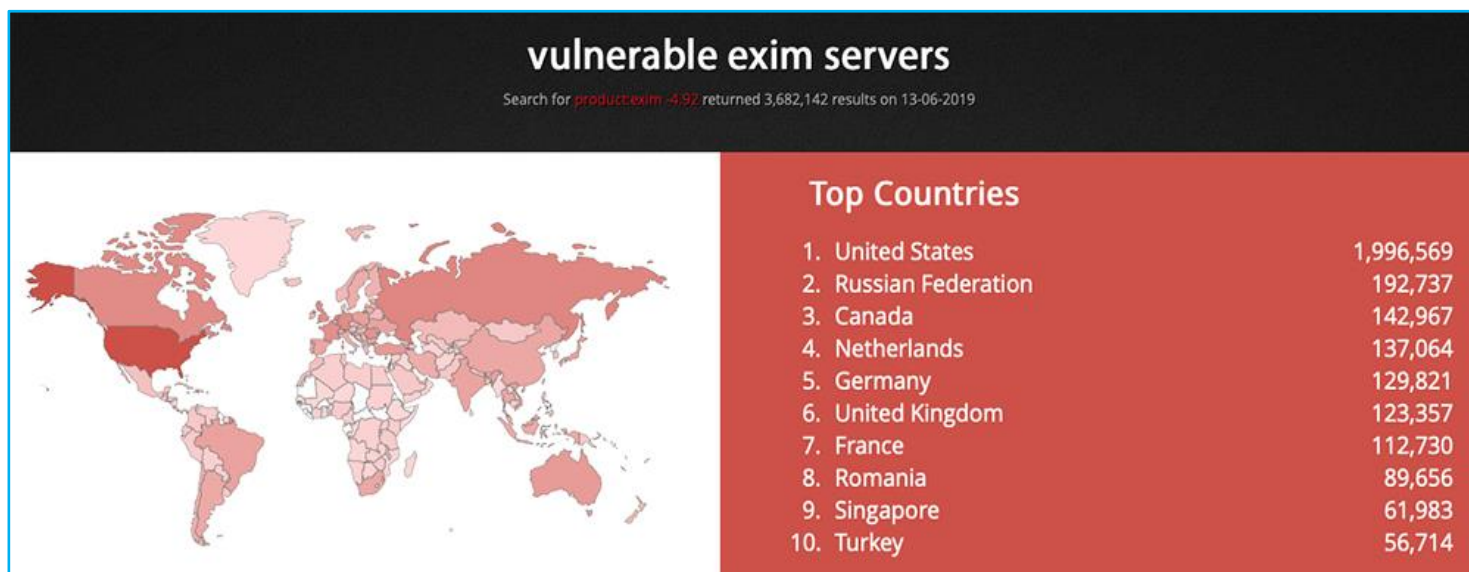 vulnerable exim servers
Search for product:exim -4.92 returned 3,682,142 results on 13-06-2019
Top Countries
1. United States 1,996,569
2. Russian Federation 192,737
3. Canada 142,967
4. Netherlands 137,064
5. Germany 129,821
6. United Kingdom 123,357
7. France 112,730
8. Romania 89,656
9. Singapore 61,983
10. Turkey 56,714